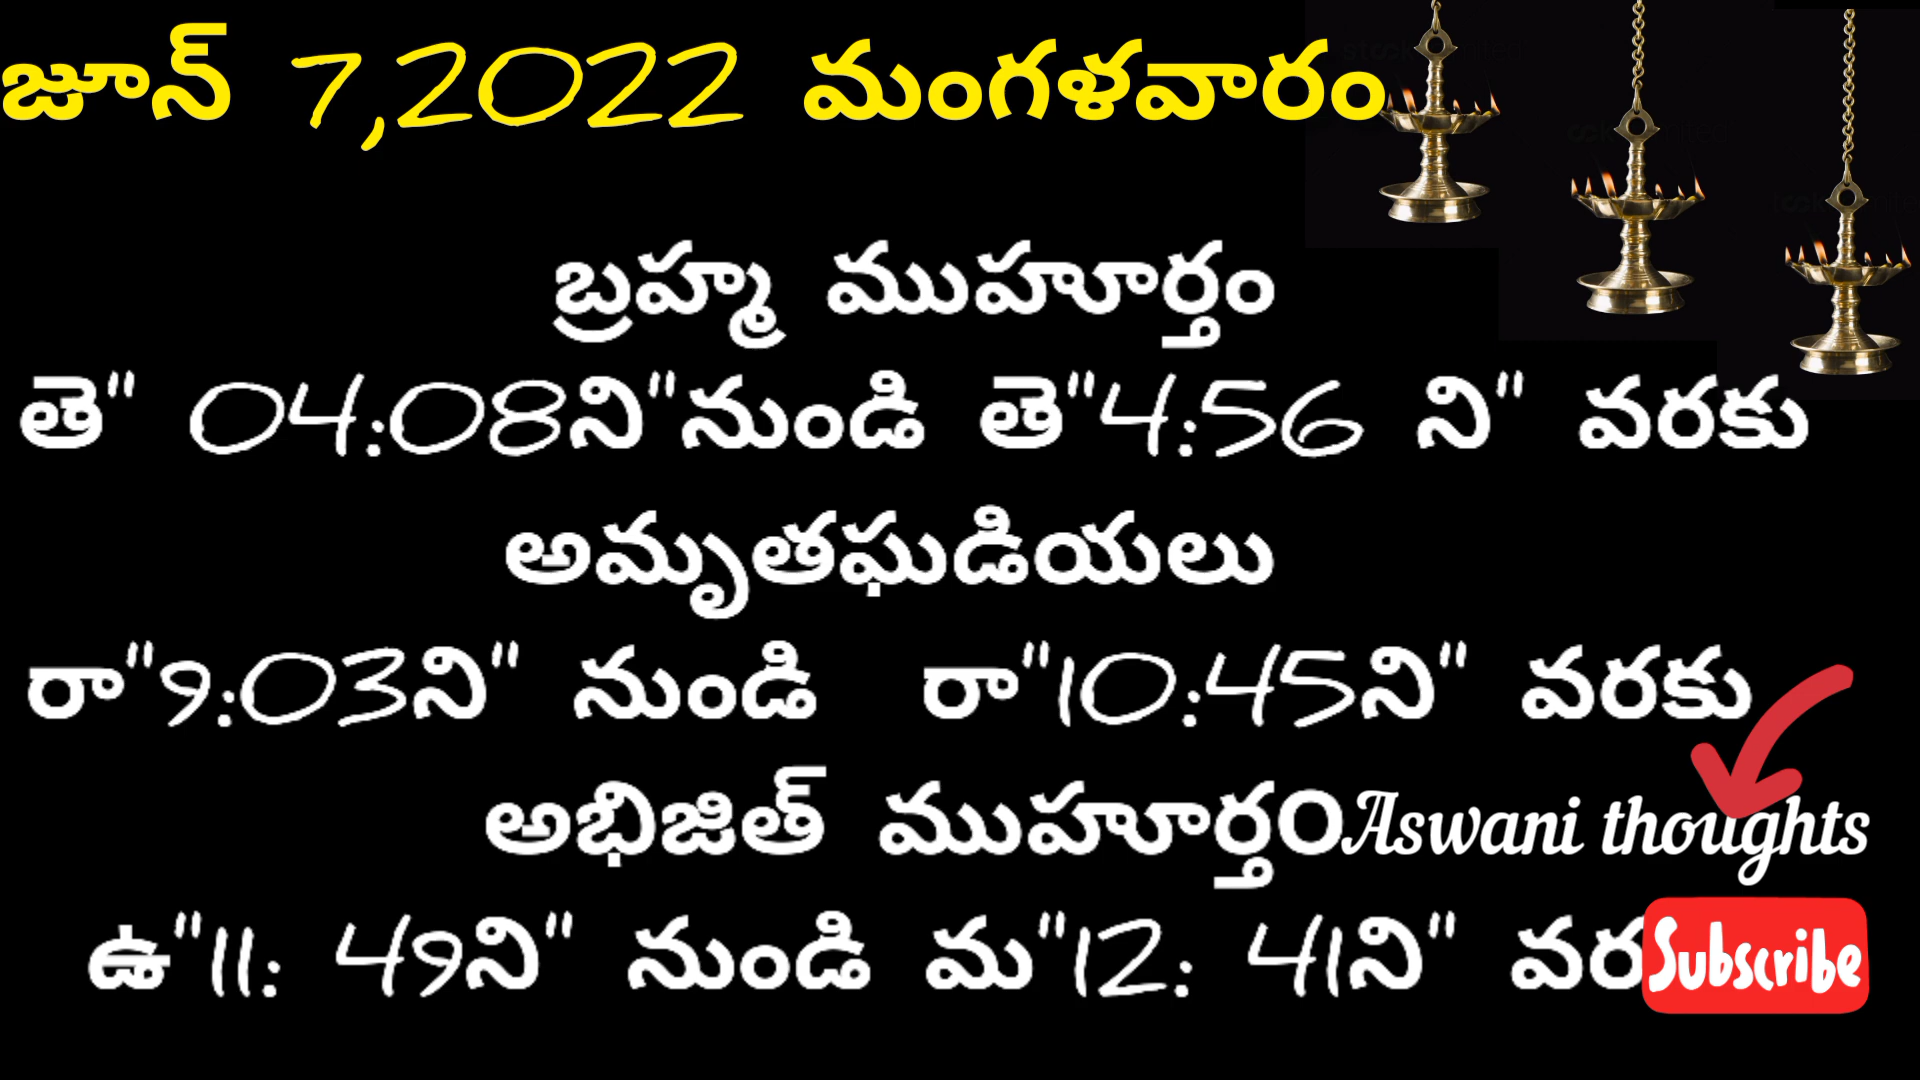 జూన్ 7,2022 మంగళవారం
బ్రహ్మ ముహూర్తం
తె" 04:08ని"నుండి తె"4:56 ని" వరకు
అమృతఘడియలు
రా"9:03ని" నుండి రా"10:45ని" వరకు
అభిజిత్ ముహూర్తం
Aswani thoughts
ఉ"11: 49ని" నుండి మ"12: 41ని"
Subscribe